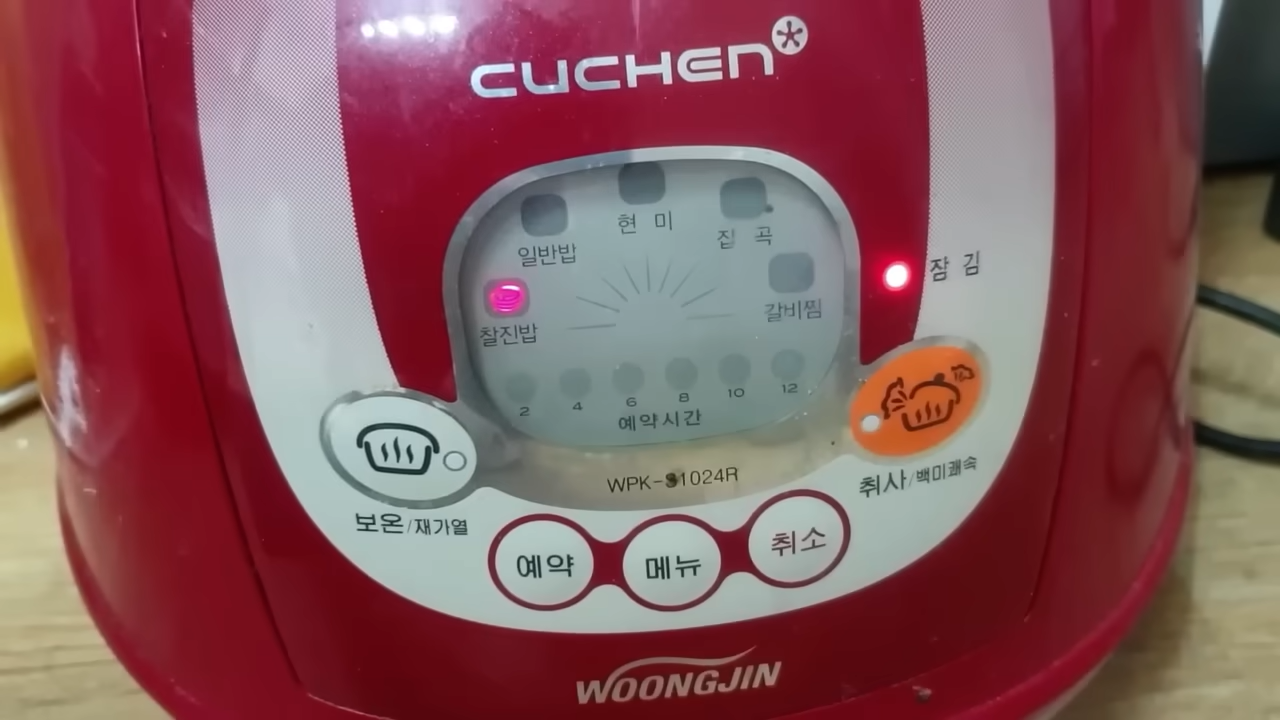 CUCHEN
현 미
잡 곡
일반밥
갈비찜
찰진밥
잠 김
2 4 6 8 10 12
예약시간
WPK-S1024R
보온/재가열
취사/백미쾌속
예약
메뉴
취소
WOONGJIN